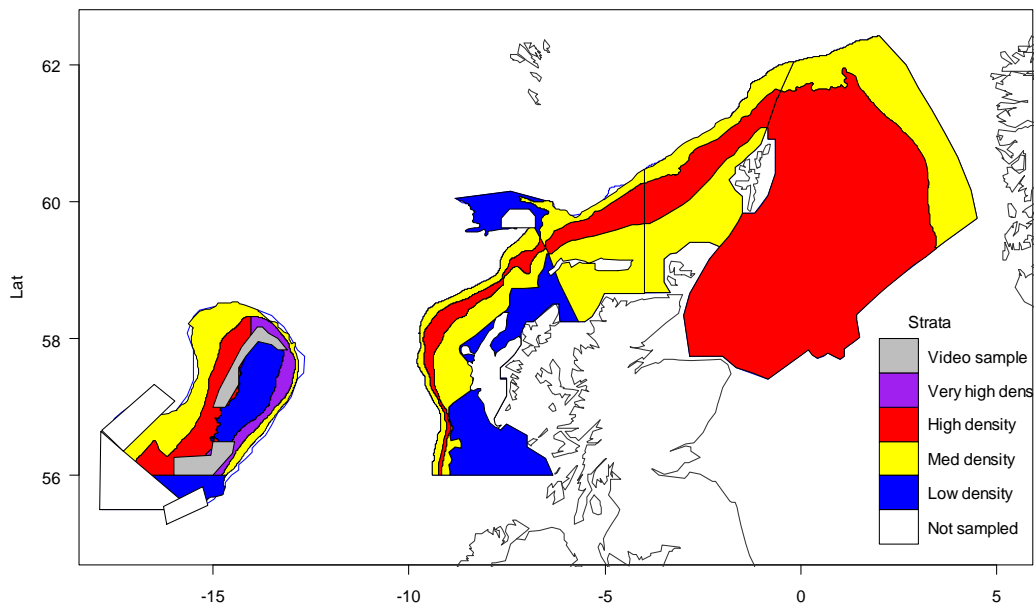 62
60
58
56
Lat
-15
-10
-5
0
5
Strata
Video sample
Very high dens
High density
Med density
Low density
Not sampled